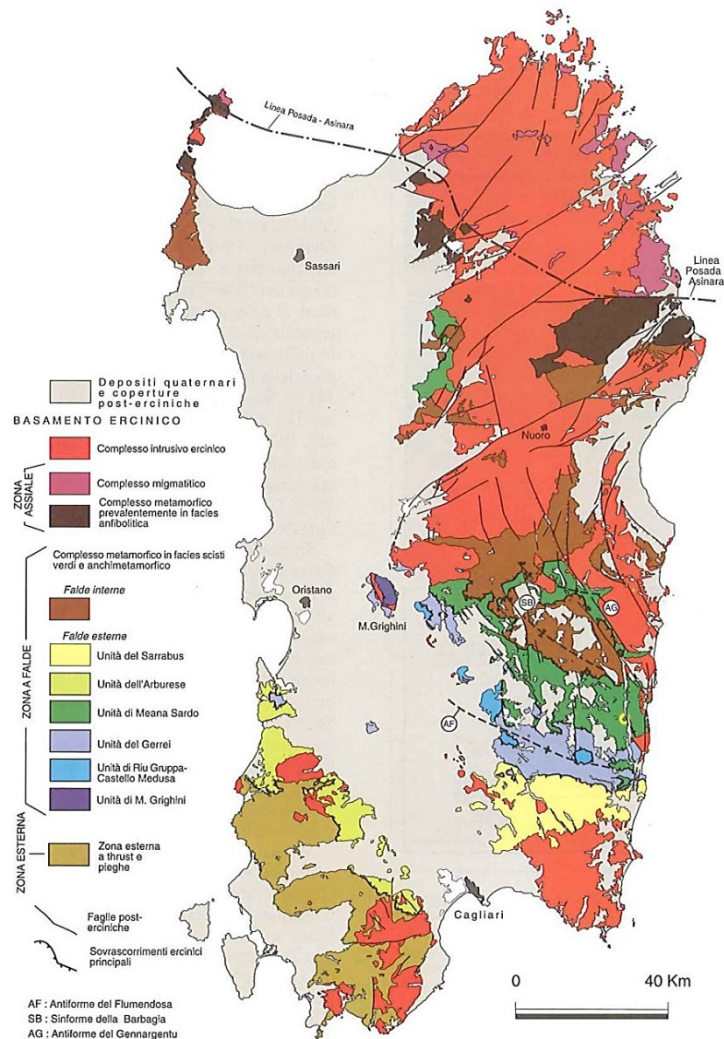 Linea Posada - Asinara
Sassari
Linea
Posada
Asinara
Depositi quaternari
e coperture
post-erciniche
BASAMENTO ERCINICO
Complesso intrusivo ercinico
ZONA
ASSIALE
Complesso migmatitico
Complesso metamorfico
prevalentemente in facies
anfibolitica
Nuoro
ZONA A FALDE
Complesso metamorfico in facies scisti
verdi e anchimetamorfico
Falde interne
Falde esterne
Unità del Sarrabus
Unità dell'Arburese
Unità di Meana Sardo
Unità del Gerrei
Unità di Riu Gruppa-
Castello Medusa
Unità di M. Grighini
Oristano
M.Grighini
SB
AG
AF
ZONA ESTERNA
Zona esterna
a thrust e
pieghe
Faglie post-
erciniche
Sovrascorrimenti ercinici
principali
Cagliari
0 40 Km
AF : Antiforme del Flumendosa
SB : Sinforme della Barbagia
AG : Antiforme del Gennargentu